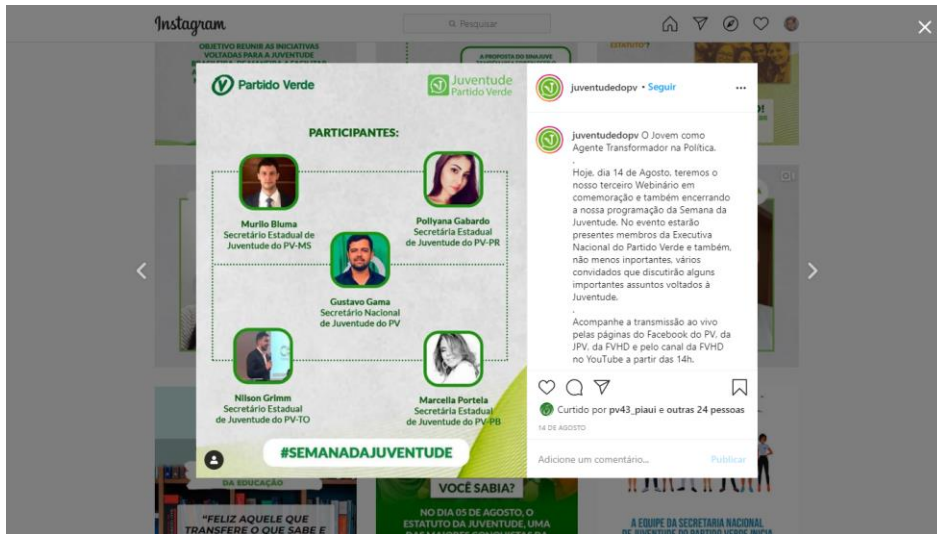 Instagram
Pesquisar
OBJETIVO REUNIR AS INICIATIVAS
VOLTADAS PARA A JUVENTUDE
A PROPOSTA DO SINAJUVE
ESTATUTO"?
Partido Verde
Juventude
Partido Verde
PARTICIPANTES:
Murilo Bluma
Secretário Estadual de
Juventude do PV-MS
Pollyana Gabardo
Secretária Estadual
de Juventude do PV-PR
Gustavo Gama
Secretário Nacional
de Juventude do PV
Nilson Grimm
Secretário Estadual
de Juventude do PV-TO
Marcella Portela
Secretária Estadual
de Juventude do PV-PB
#SEMANADAJUVENTUDE
juventudedopv • Seguir
juventudedopv O Jovem como
Agente Transformador na Política.
.
Hoje, dia 14 de Agosto, teremos o
nosso terceiro Webinário em
comemoração e também encerrando
a nossa programação da Semana da
Juventude. No evento estarão
presentes membros da Executiva
Nacional do Partido Verde e também,
não menos inportantes, vários
convidados que discutirão alguns
importantes assuntos voltados à
Juventude.
.
Acompanhe a transmissão ao vivo
pelas páginas do Facebook do PV, da
JPV, da FVHD e pelo canal da FVHD
no YouTube a partir das 14h.
Curtido por pv43_piaui e outras 24 pessoas
14 DE AGOSTO
Adicione um comentário...
Publicar
DA EDUCAÇÃO
"FELIZ AQUELE QUE
TRANSFERE O QUE SABE E
VOCÊ SABIA?
NO DIA 05 DE AGOSTO, O
ESTATUTO DA JUVENTUDE, UMA
A EQUIPE DA SECRETARIA NACIONAL
DE JUVENTUDE DO PARTIDO VERDE INICIA